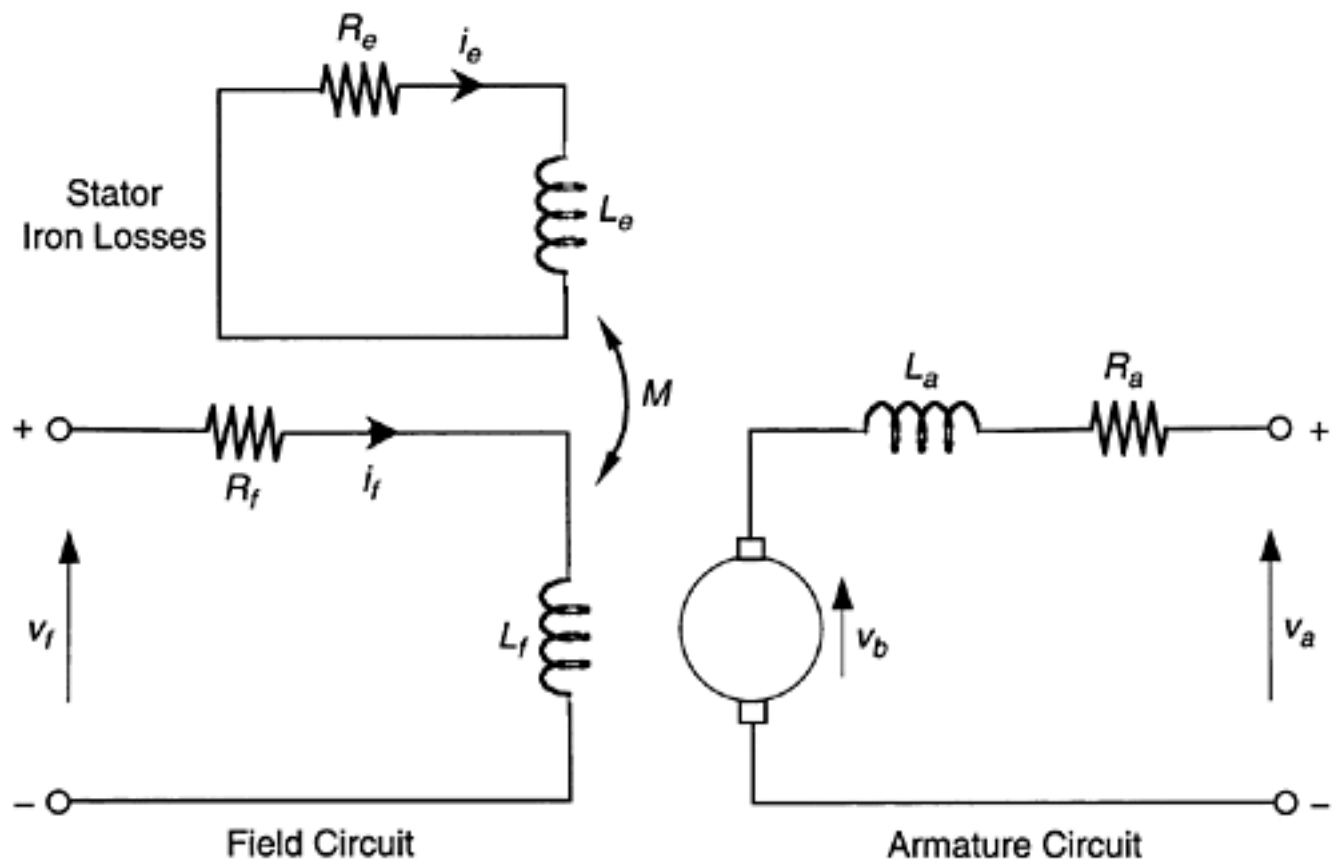 R_e
i_e
Stator
Iron Losses
L_e
M
+
R_f
i_f
v_f
L_f
−
Field Circuit
L_a
R_a
+
v_b
v_a
−
Armature Circuit